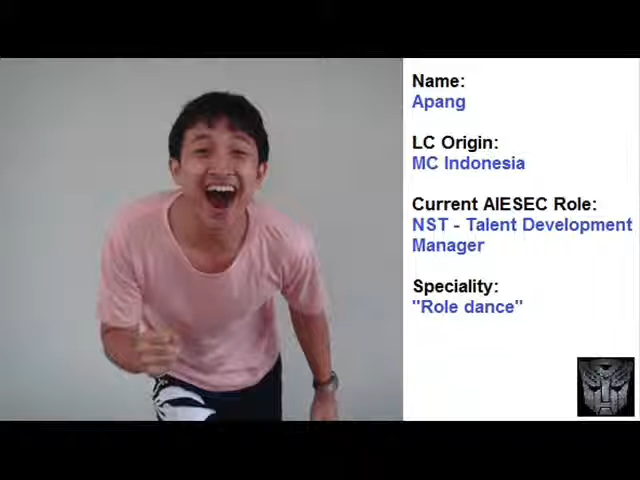 Name:
Apang
LC Origin:
MC Indonesia
Current AIESEC Role:
NST - Talent Development
Manager
Speciality:
"Role dance"